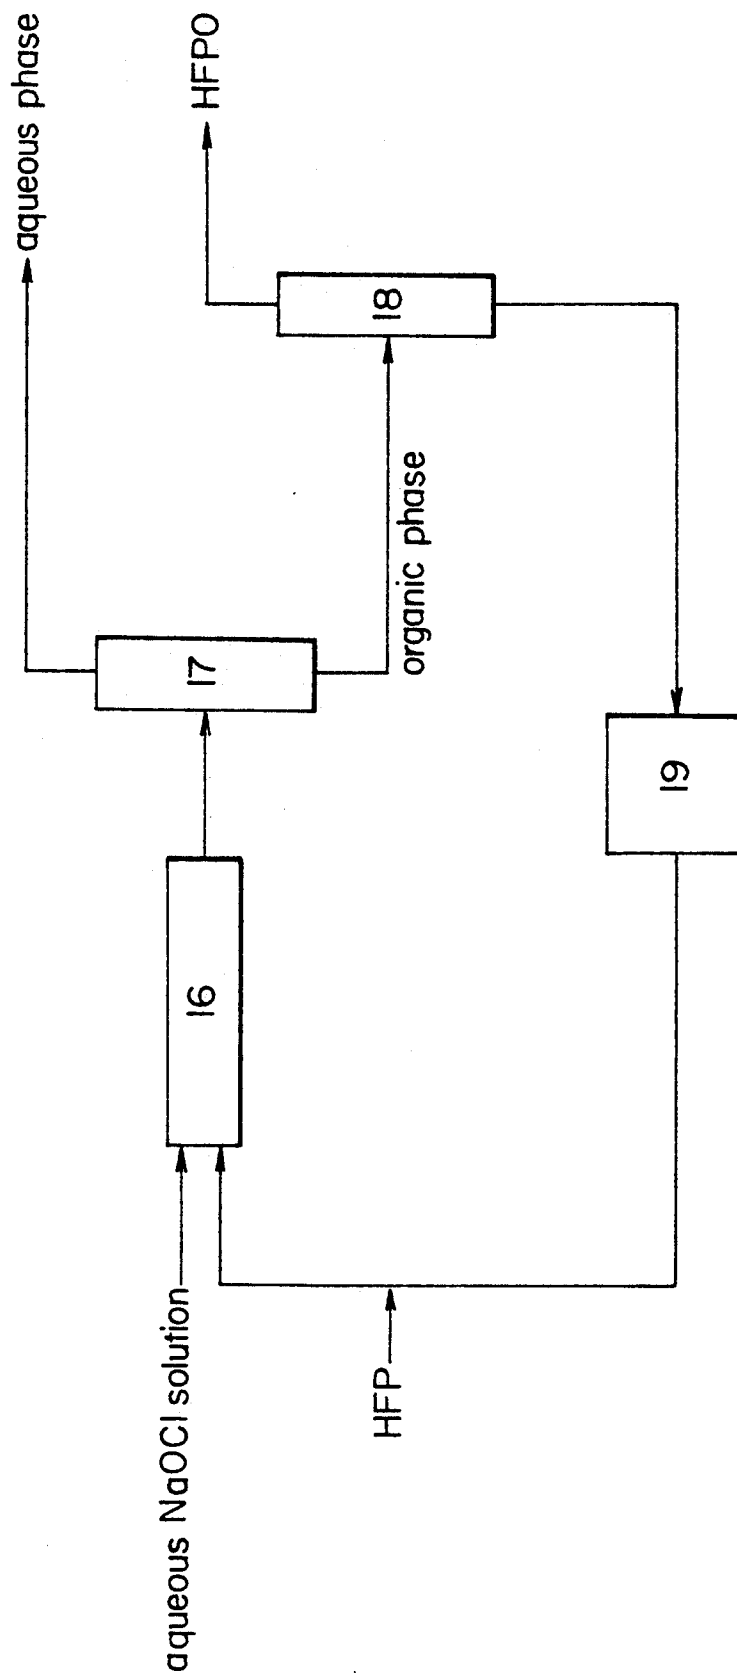 aqueous phase
HFPO
17
18
organic phase
16
19
aqueous NaOCl solution
HFP